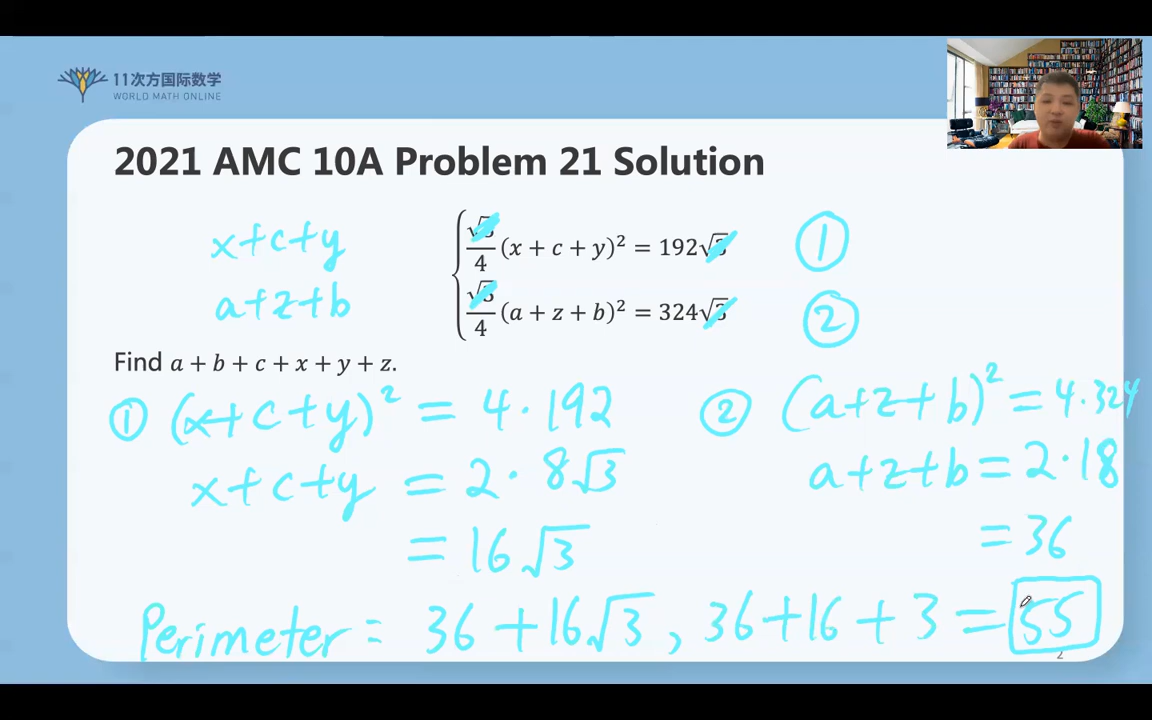 11次方国际数学
WORLD MATH ONLINE
2021 AMC 10A Problem 21 Solution
x+c+y
a+z+b
√3/4 (x + c + y)² = 192√3 ①
√3/4 (a + z + b)² = 324√3 ②
Find a + b + c + x + y + z.
① (x+c+y)² = 4·192
x+c+y = 2·8√3
= 16√3
② (a+z+b)² = 4·324
a+z+b = 2·18
= 36
Perimeter = 36 + 16√3, 36+16+3 = 55
2